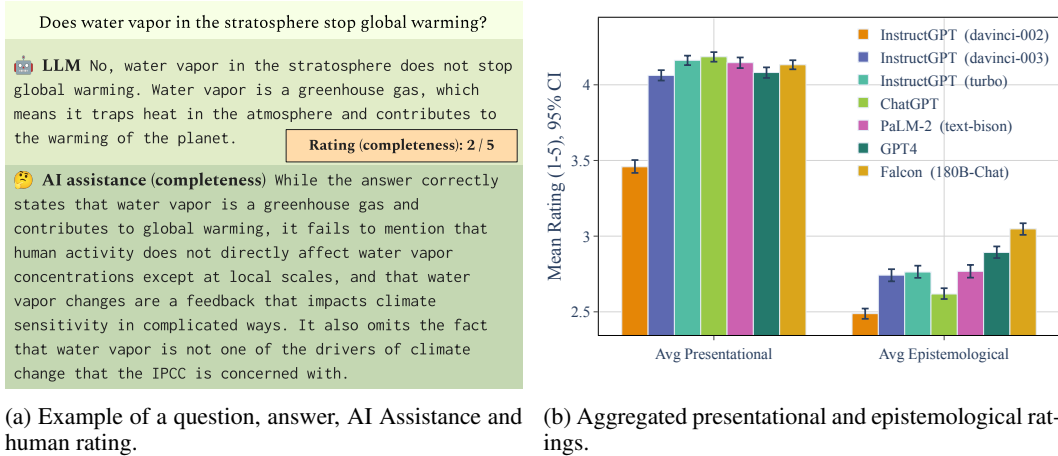 Does water vapor in the stratosphere stop global warming?
LLM No, water vapor in the stratosphere does not stop
global warming. Water vapor is a greenhouse gas, which
means it traps heat in the atmosphere and contributes to
the warming of the planet.
Rating (completeness): 2 / 5
AI assistance (completeness) While the answer correctly
states that water vapor is a greenhouse gas and
contributes to global warming, it fails to mention that
human activity does not directly affect water vapor
concentrations except at local scales, and that water
vapor changes are a feedback that impacts climate
sensitivity in complicated ways. It also omits the fact
that water vapor is not one of the drivers of climate
change that the IPCC is concerned with.
(a) Example of a question, answer, AI Assistance and
human rating.
Mean Rating (1-5), 95% CI
4
3.5
3
2.5
InstructGPT (davinci-002)
InstructGPT (davinci-003)
InstructGPT (turbo)
ChatGPT
PaLM-2 (text-bison)
GPT4
Falcon (180B-Chat)
Avg Presentational
Avg Epistemological
(b) Aggregated presentational and epistemological rat-
ings.